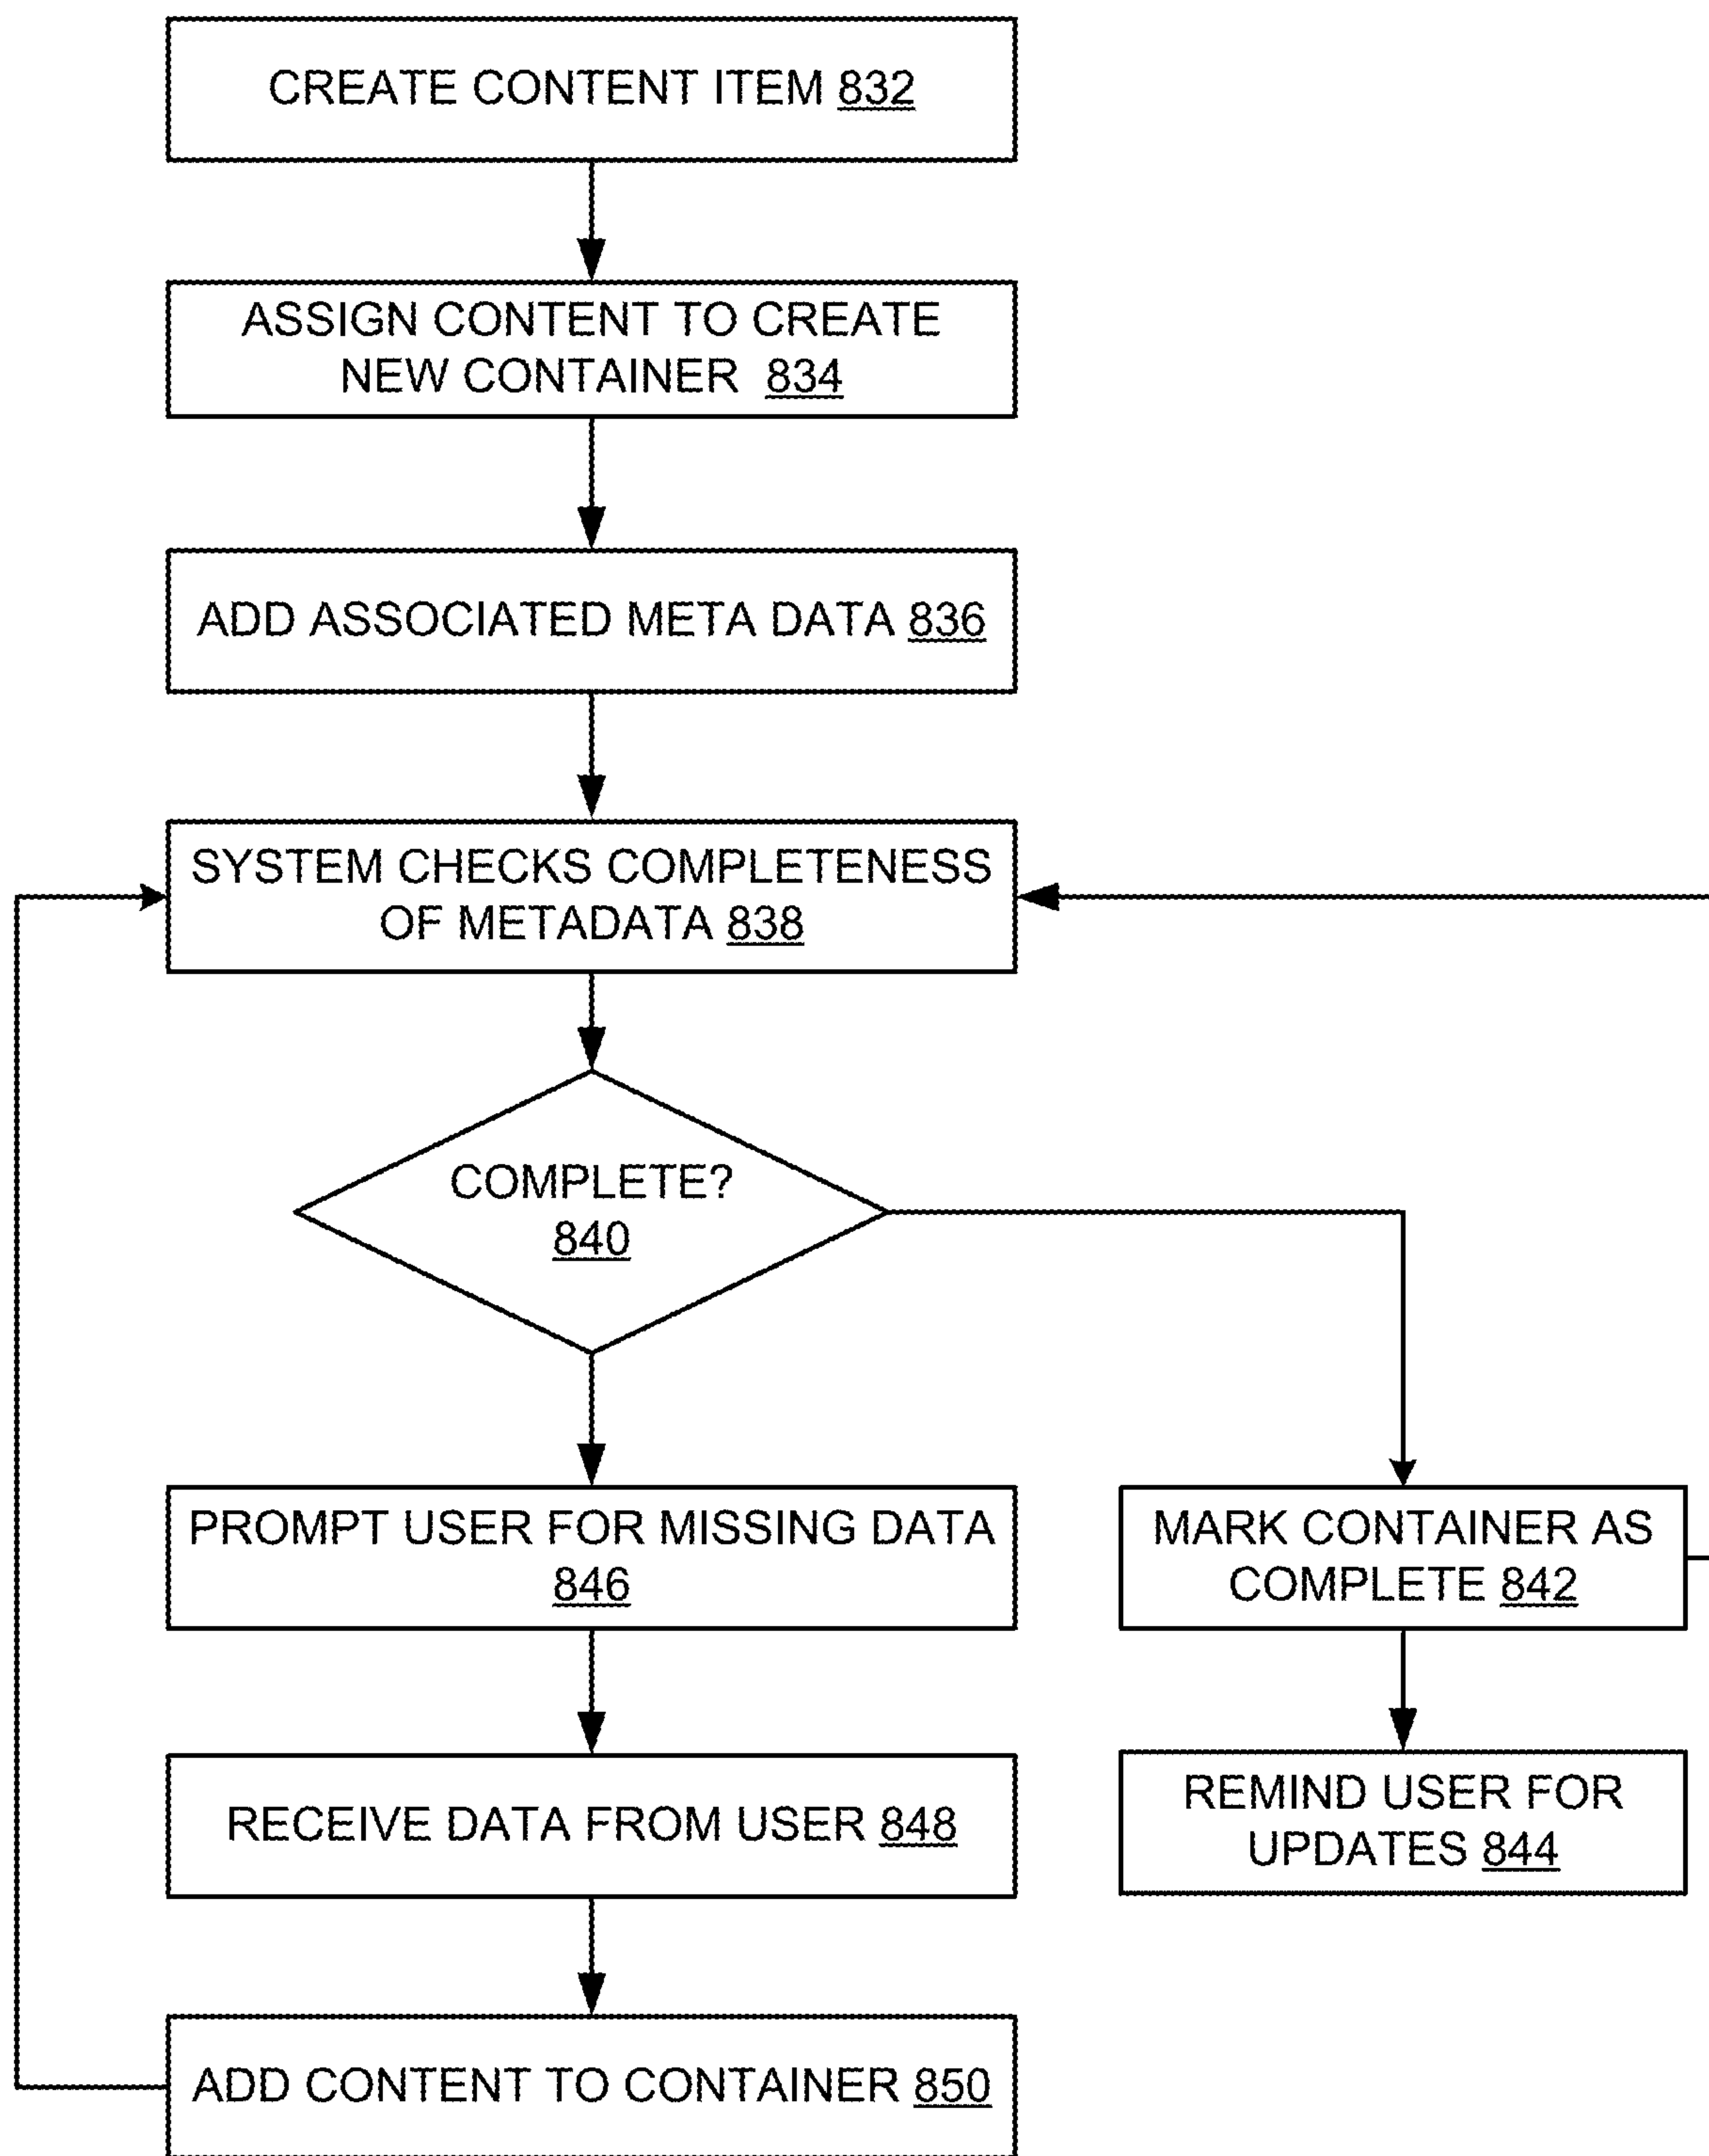 CREATE CONTENT ITEM 832
ASSIGN CONTENT TO CREATE
NEW CONTAINER 834
ADD ASSOCIATED META DATA 836
SYSTEM CHECKS COMPLETENESS
OF METADATA 838
COMPLETE?
840
PROMPT USER FOR MISSING DATA
846
MARK CONTAINER AS
COMPLETE 842
RECEIVE DATA FROM USER 848
REMIND USER FOR
UPDATES 844
ADD CONTENT TO CONTAINER 850